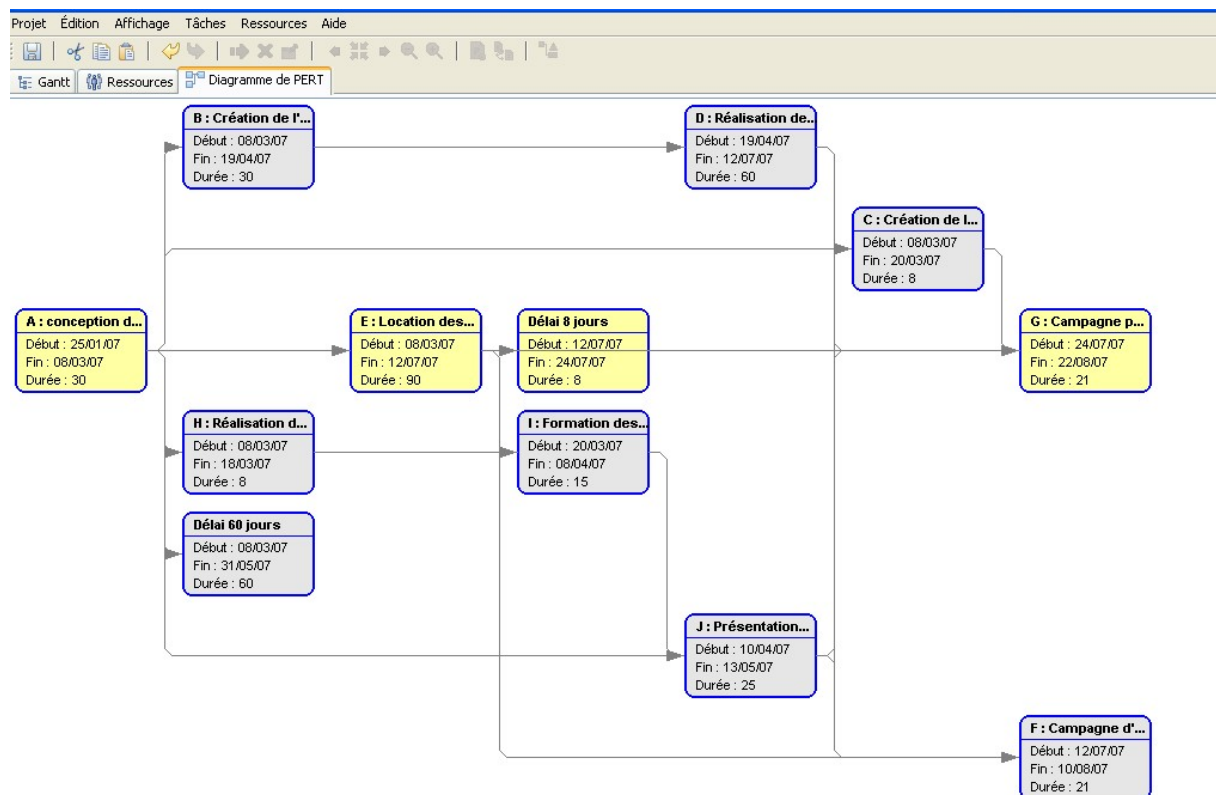 Projet Édition Affichage Tâches Ressources Aide
Gantt Ressources Diagramme de PERT
B : Création de l'...
Début : 08/03/07
Fin : 19/04/07
Durée : 30
D : Réalisation de...
Début : 19/04/07
Fin : 12/07/07
Durée : 60
C : Création de l...
Début : 08/03/07
Fin : 20/03/07
Durée : 8
A : conception d...
Début : 25/01/07
Fin : 08/03/07
Durée : 30
E : Location des...
Début : 08/03/07
Fin : 12/07/07
Durée : 90
Délai 8 jours
Début : 12/07/07
Fin : 24/07/07
Durée : 8
G : Campagne p...
Début : 24/07/07
Fin : 22/08/07
Durée : 21
H : Réalisation d...
Début : 08/03/07
Fin : 18/03/07
Durée : 8
I : Formation des...
Début : 20/03/07
Fin : 08/04/07
Durée : 15
Délai 60 jours
Début : 08/03/07
Fin : 31/05/07
Durée : 60
J : Présentation...
Début : 10/04/07
Fin : 13/05/07
Durée : 25
F : Campagne d'...
Début : 12/07/07
Fin : 10/08/07
Durée : 21